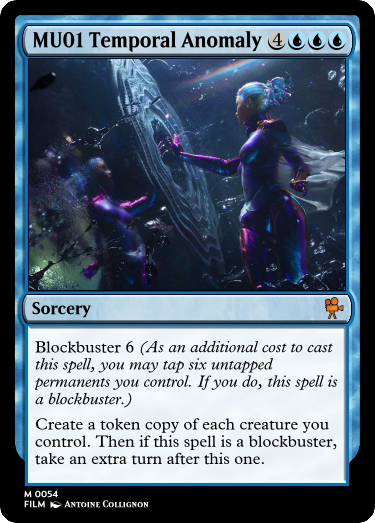 MU01 Temporal Anomaly 4
Sorcery
Blockbuster 6 (As an additional cost to cast
this spell, you may tap six untapped
permanents you control. If you do, this spell is
a blockbuster.)
Create a token copy of each creature you
control. Then if this spell is a blockbuster,
take an extra turn after this one.
M 0054
FILM Antoine Collignon